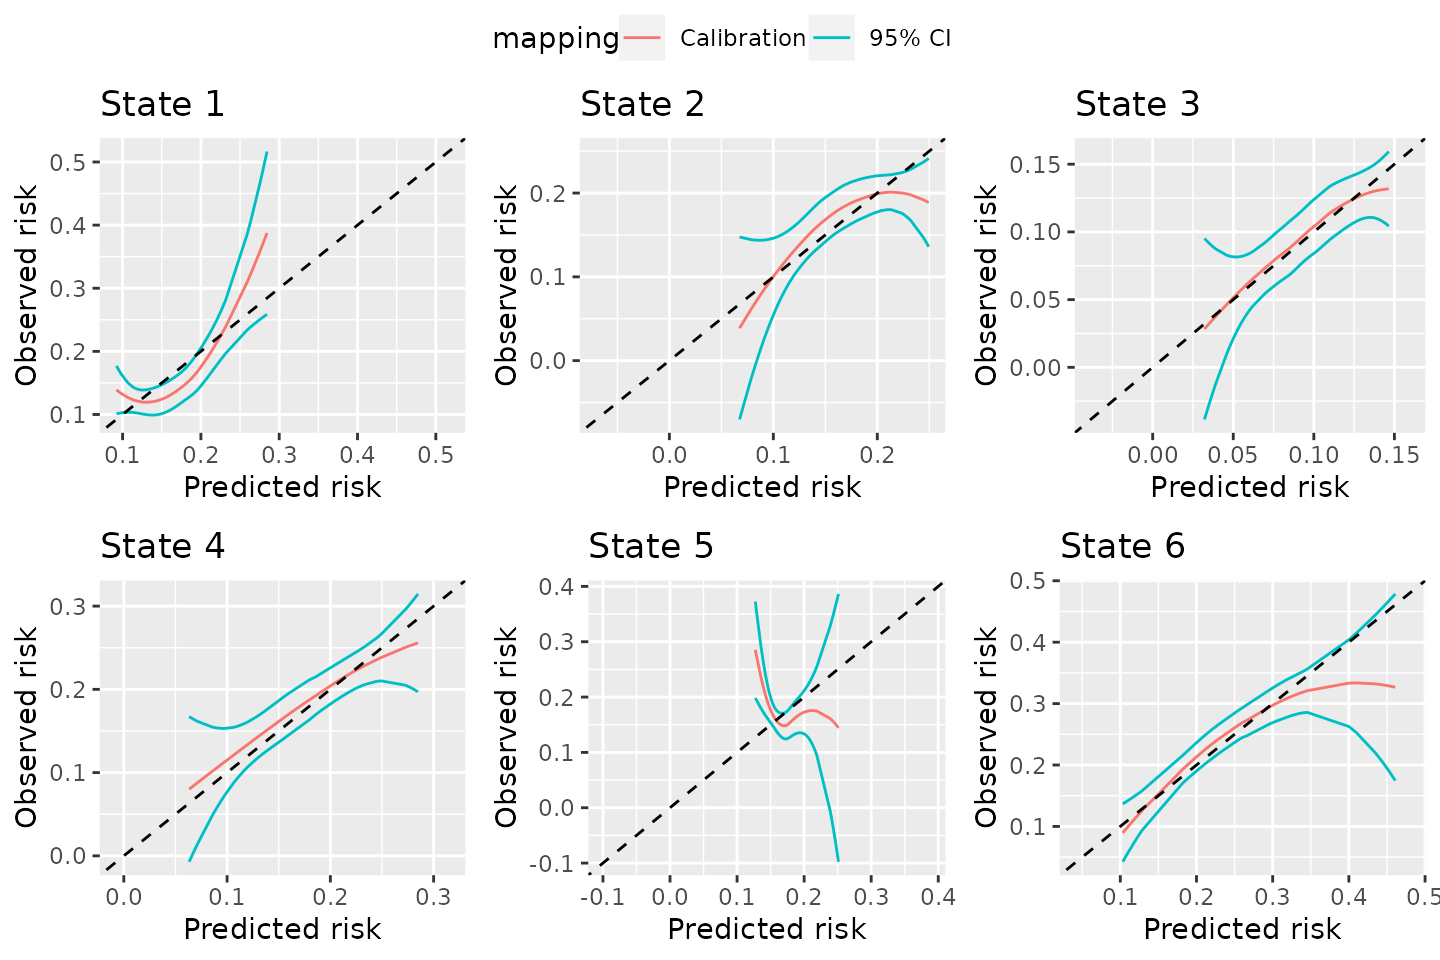 mapping Calibration 95% CI
State 1 State 2 State 3
Observed risk
0.5
0.4
0.3
0.2
0.1
0.1 0.2 0.3 0.4 0.5
Predicted risk
Observed risk
0.2
0.1
0.0
0.0 0.1 0.2
Predicted risk
Observed risk
0.15
0.10
0.05
0.00
0.00 0.05 0.10 0.15
Predicted risk
State 4 State 5 State 6
Observed risk
0.3
0.2
0.1
0.0
0.0 0.1 0.2 0.3
Predicted risk
Observed risk
0.4
0.3
0.2
0.1
0.0
-0.1
-0.1 0.0 0.1 0.2 0.3 0.4
Predicted risk
Observed risk
0.5
0.4
0.3
0.2
0.1
0.1 0.2 0.3 0.4 0.5
Predicted risk